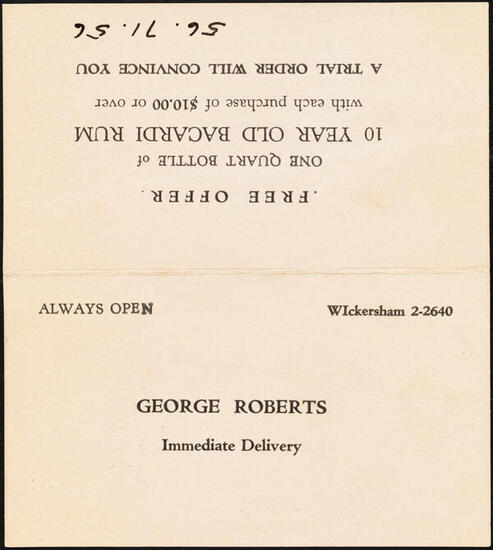 . FREE OFFER .
ONE QUART BOTTLE of
10 YEAR OLD BACARDI RUM
with each purchase of $10.00 or over
A TRIAL ORDER WILL CONVINCE YOU
56.71.56
ALWAYS OPEN
WIckersham 2-2640
GEORGE ROBERTS
Immediate Delivery